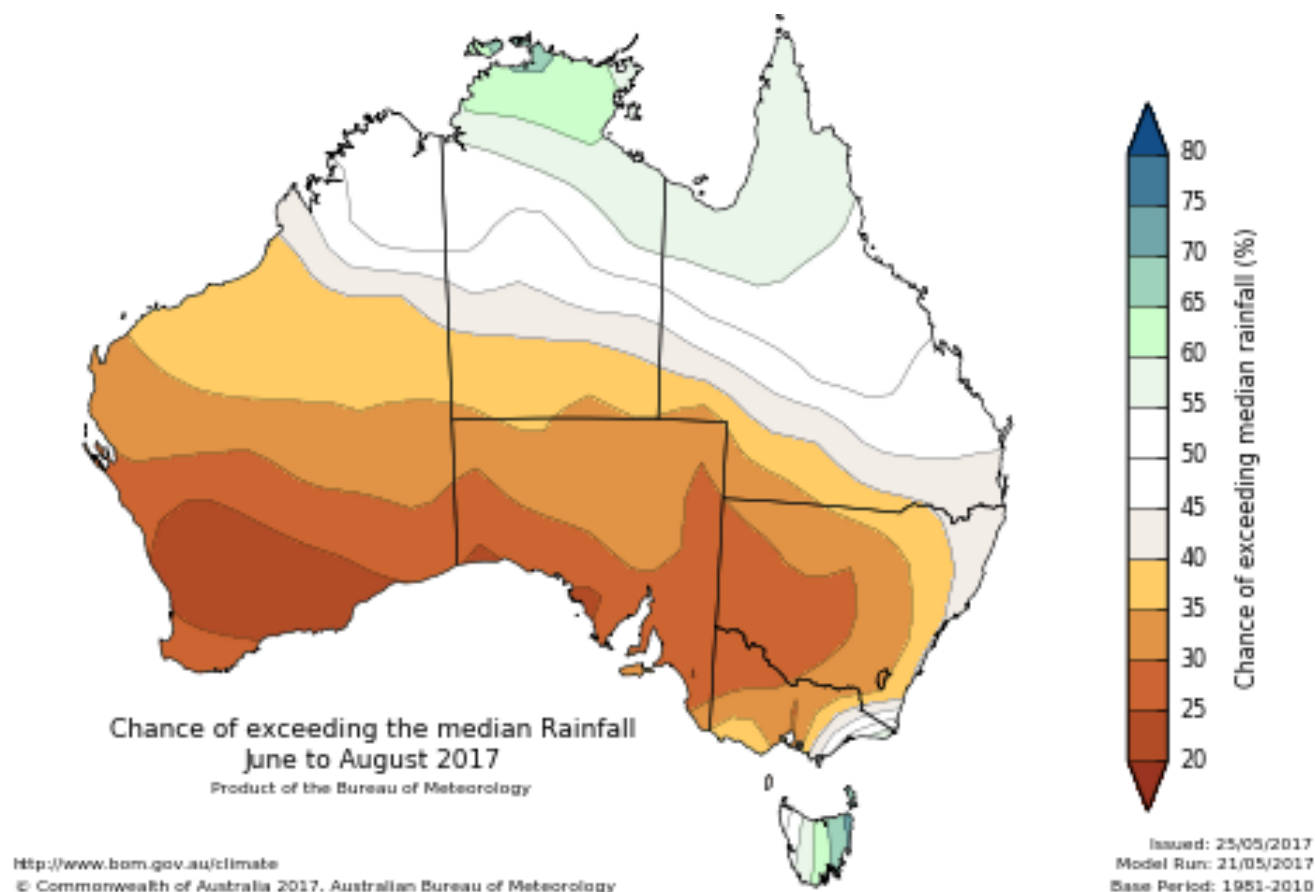 80
75
70
65
60
55
50
45
40
35
30
25
20
Chance of exceeding median rainfall (%)
Chance of exceeding the median Rainfall
June to August 2017
Product of the Bureau of Meteorology
http://www.bom.gov.au/climate
© Commonwealth of Australia 2017, Australian Bureau of Meteorology
Issued: 25/05/2017
Model Run: 21/05/2017
Base Period: 1981-2010